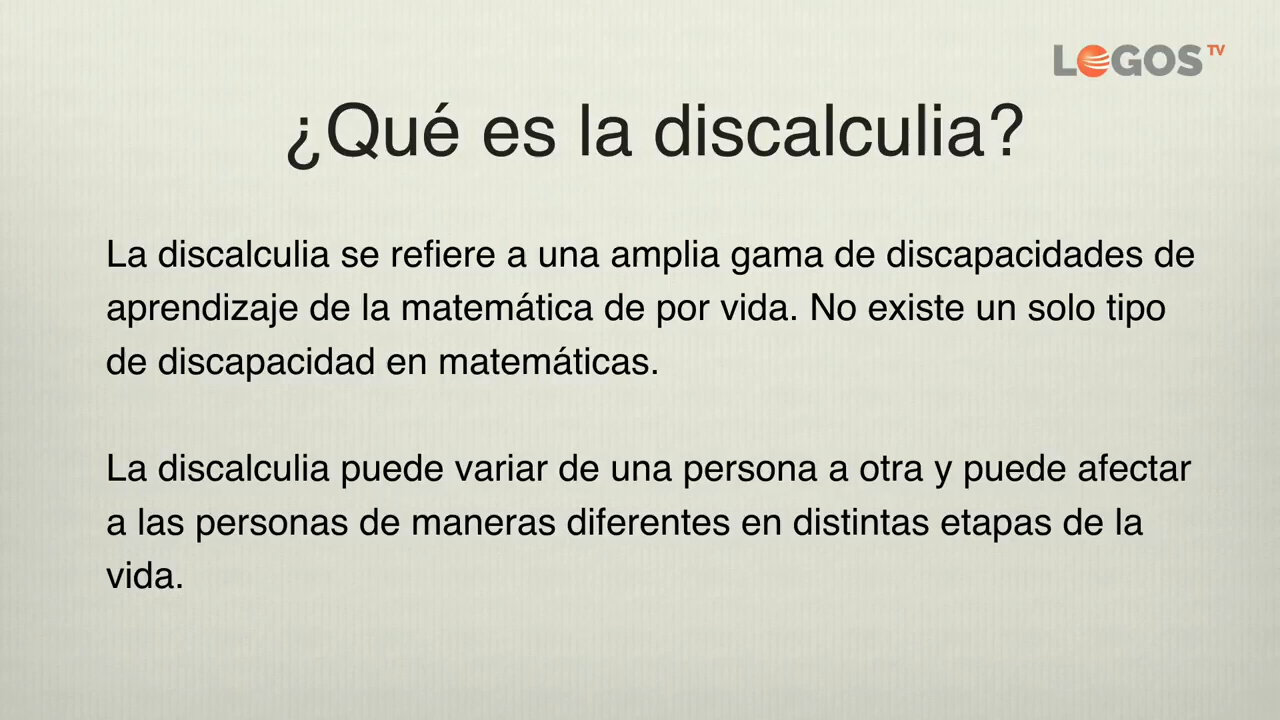 LOGOS TV
¿Qué es la discalculia?
La discalculia se refiere a una amplia gama de discapacidades de
aprendizaje de la matemática de por vida. No existe un solo tipo
de discapacidad en matemáticas.
La discalculia puede variar de una persona a otra y puede afectar
a las personas de maneras diferentes en distintas etapas de la
vida.